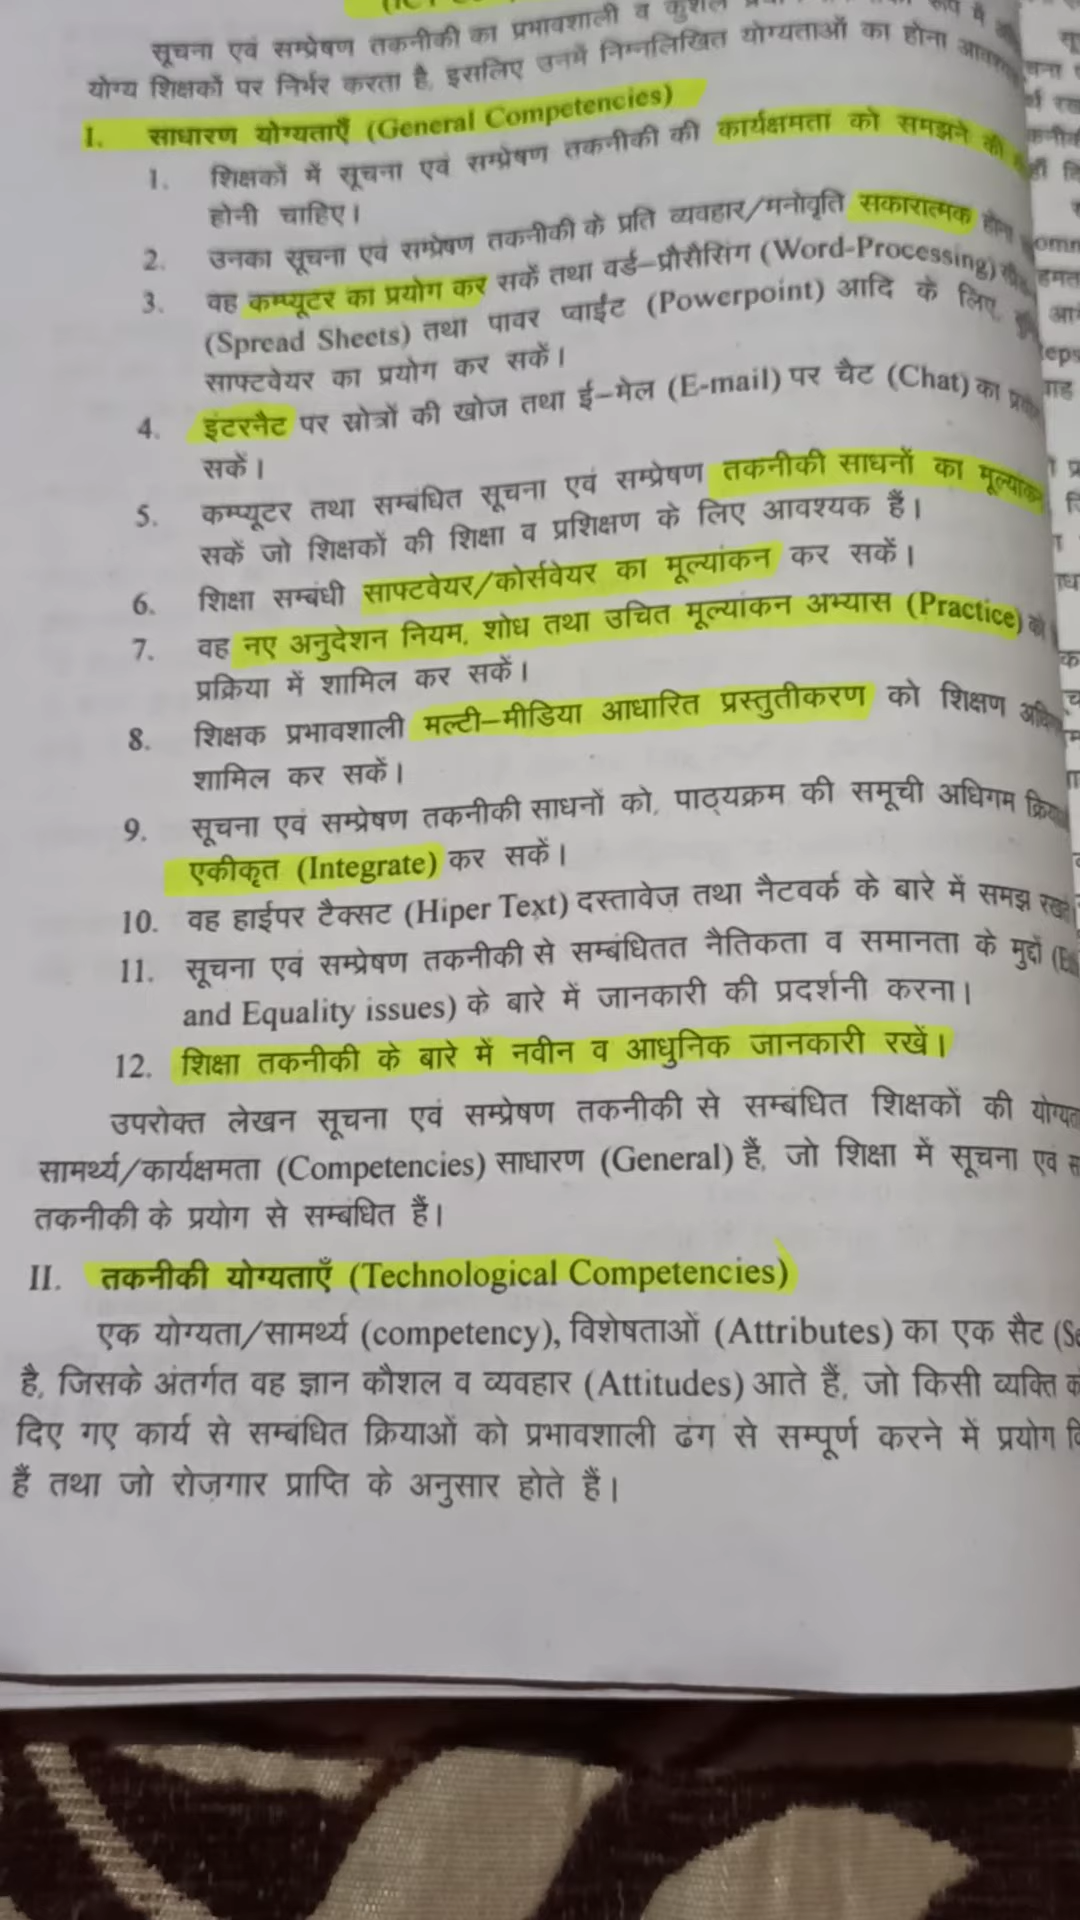 सूचना एवं सम्प्रेषण तकनीकी का प्रभावशाली व कुशल
योग्य शिक्षकों पर निर्भर करता है, इसलिए उनमें निम्नलिखित योग्यताओं का होना
I. साधारण योग्यताएँ (General Competencies)
1. शिक्षकों में सूचना एवं सम्प्रेषण तकनीकी की कार्यक्षमता को समझने की
होनी चाहिए।
2. उनका सूचना एवं सम्प्रेषण तकनीकी के प्रति व्यवहार/मनोवृति सकारात्मक
3. वह कम्प्यूटर का प्रयोग कर सकें तथा वर्ड-प्रौसैसिंग (Word-Processing)
(Spread Sheets) तथा पावर प्वाईंट (Powerpoint) आदि के लिए,
साफ्टवेयर का प्रयोग कर सकें।
4. इंटरनैट पर स्रोत्रों की खोज तथा ई-मेल (E-mail) पर चैट (Chat) का
सकें।
5. कम्प्यूटर तथा सम्बंधित सूचना एवं सम्प्रेषण तकनीकी साधनों का
सकें जो शिक्षकों की शिक्षा व प्रशिक्षण के लिए आवश्यक हैं।
6. शिक्षा सम्बंधी साफ्टवेयर/कोर्सवेयर का मूल्यांकन कर सकें।
7. वह नए अनुदेशन नियम, शोध तथा उचित मूल्यांकन अभ्यास (Practice)
प्रक्रिया में शामिल कर सकें।
8. शिक्षक प्रभावशाली मल्टी-मीडिया आधारित प्रस्तुतीकरण को शिक्षण
शामिल कर सकें।
9. सूचना एवं सम्प्रेषण तकनीकी साधनों को, पाठ्यक्रम की समूची अधिगम
एकीकृत (Integrate) कर सकें।
10. वह हाईपर टैक्सट (Hiper Text) दस्तावेज़ तथा नैटवर्क के बारे में समझ
11. सूचना एवं सम्प्रेषण तकनीकी से सम्बंधितत नैतिकता व समानता के मुद्दों
and Equality issues) के बारे में जानकारी की प्रदर्शनी करना।
12. शिक्षा तकनीकी के बारे में नवीन व आधुनिक जानकारी रखें।
उपरोक्त लेखन सूचना एवं सम्प्रेषण तकनीकी से सम्बंधित शिक्षकों की
सामर्थ्य/कार्यक्षमता (Competencies) साधारण (General) हैं, जो शिक्षा में सूचना एवं
तकनीकी के प्रयोग से सम्बंधित हैं।
II. तकनीकी योग्यताएँ (Technological Competencies)
एक योग्यता/सामर्थ्य (competency), विशेषताओं (Attributes) का एक सैट
है, जिसके अंतर्गत वह ज्ञान कौशल व व्यवहार (Attitudes) आते हैं, जो किसी व्यक्ति
दिए गए कार्य से सम्बंधित क्रियाओं को प्रभावशाली ढंग से सम्पूर्ण करने में प्रयोग
हैं तथा जो रोज़गार प्राप्ति के अनुसार होते हैं।